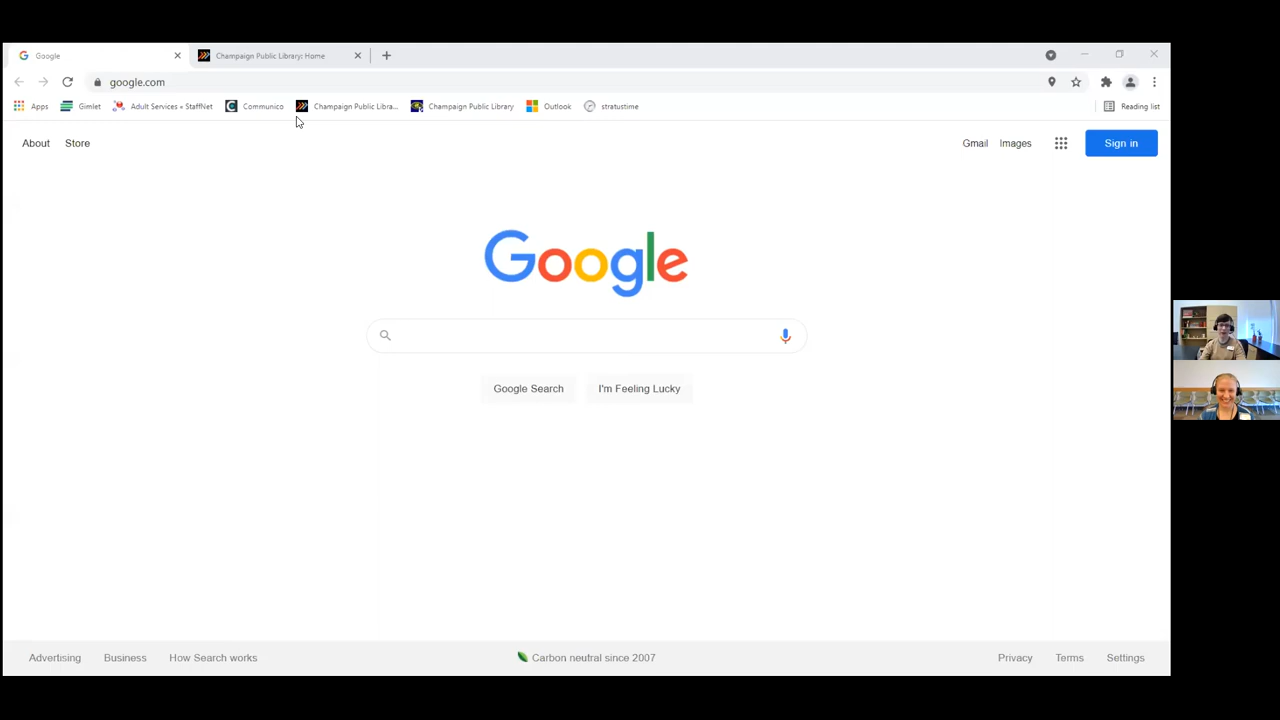 Google
Champaign Public Library: Home
google.com
Apps Gimlet Adult Services « StaffNet Communico Champaign Public Libra... Champaign Public Library Outlook stratustime Reading list
About Store Gmail Images Sign in
Google
Google Search I'm Feeling Lucky
Advertising Business How Search works Carbon neutral since 2007 Privacy Terms Settings